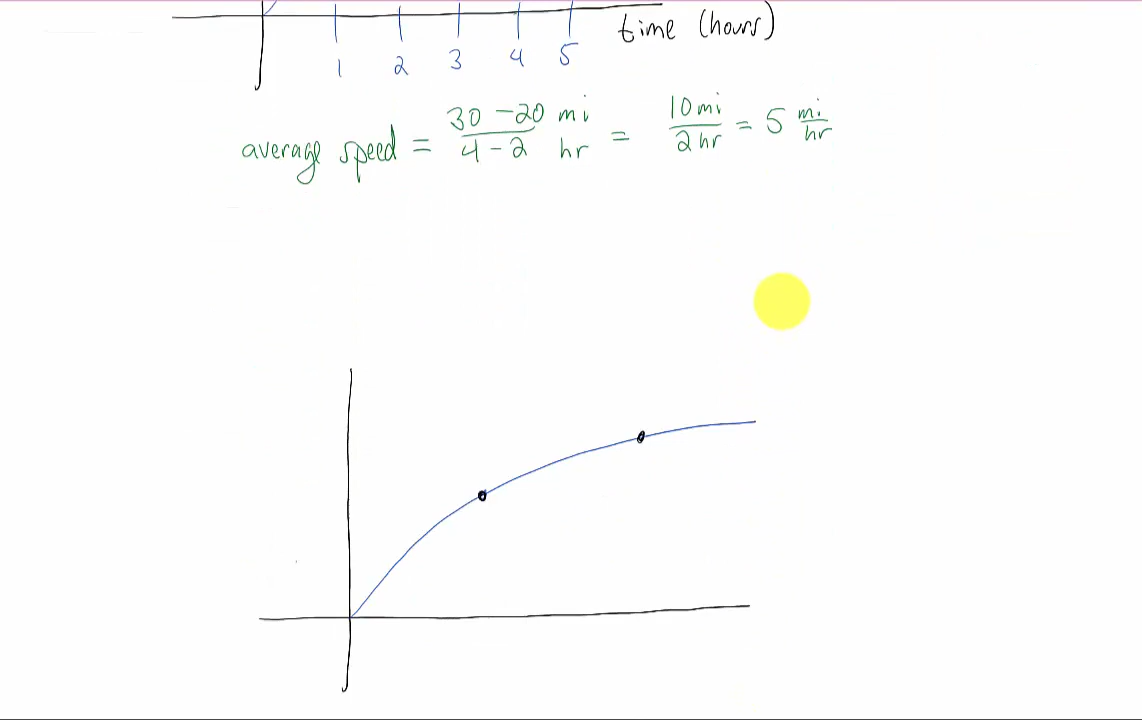 time (hours)
1 2 3 4 5
average speed = 30 - 20 mi / 4 - 2 hr = 10 mi / 2 hr = 5 mi / hr